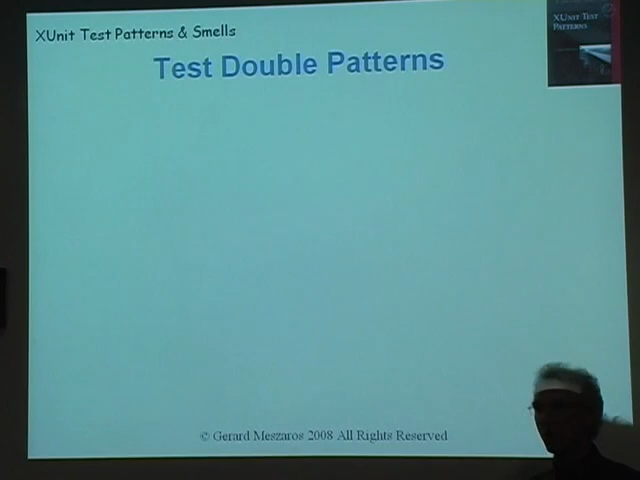 XUnit Test Patterns & Smells
XUNIT TEST
PATTERNS
Test Double Patterns
© Gerard Meszaros 2008 All Rights Reserved